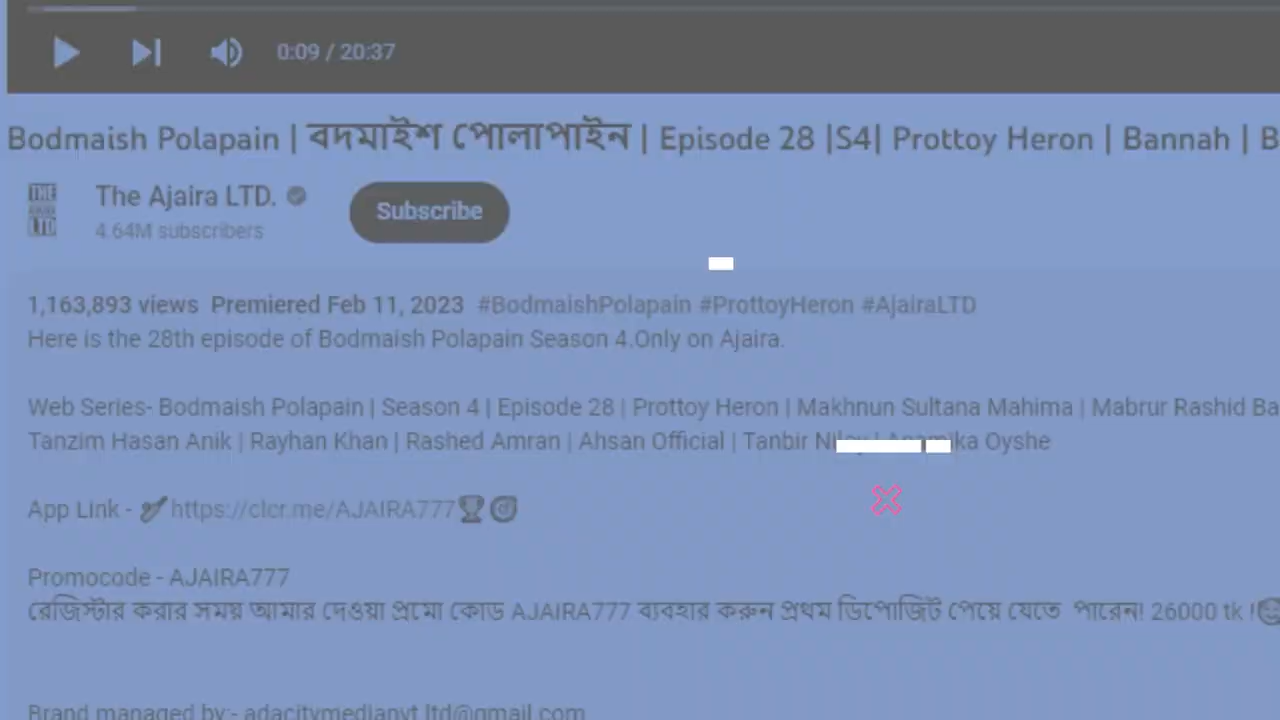 0:09 / 20:37
Bodmaish Polapain | বদমাইশ পোলাপাইন | Episode 28 |S4| Prottoy Heron | Bannah | B
THE
LTD
The Ajaira LTD.
4.64M subscribers
Subscribe
1,163,893 views Premiered Feb 11, 2023 #BodmaishPolapain #ProttoyHeron #AjairaLTD
Here is the 28th episode of Bodmaish Polapain Season 4.Only on Ajaira.
Web Series- Bodmaish Polapain | Season 4 | Episode 28 | Prottoy Heron | Makhnun Sultana Mahima | Mabrur Rashid Ba
Tanzim Hasan Anik | Rayhan Khan | Rashed Amran | Ahsan Official | Tanbir Niloy | Anamika Oyshe
App Link - https://clcr.me/AJAIRA777
Promocode - AJAIRA777
রেজিস্টার করার সময় আমার দেওয়া প্রমো কোড AJAIRA777 ব্যবহার করুন প্রথম ডিপোজিট পেয়ে যেতে পারেন! 26000 tk !
Brand managed by:- adacitymedianyt.ltd@gmail.com